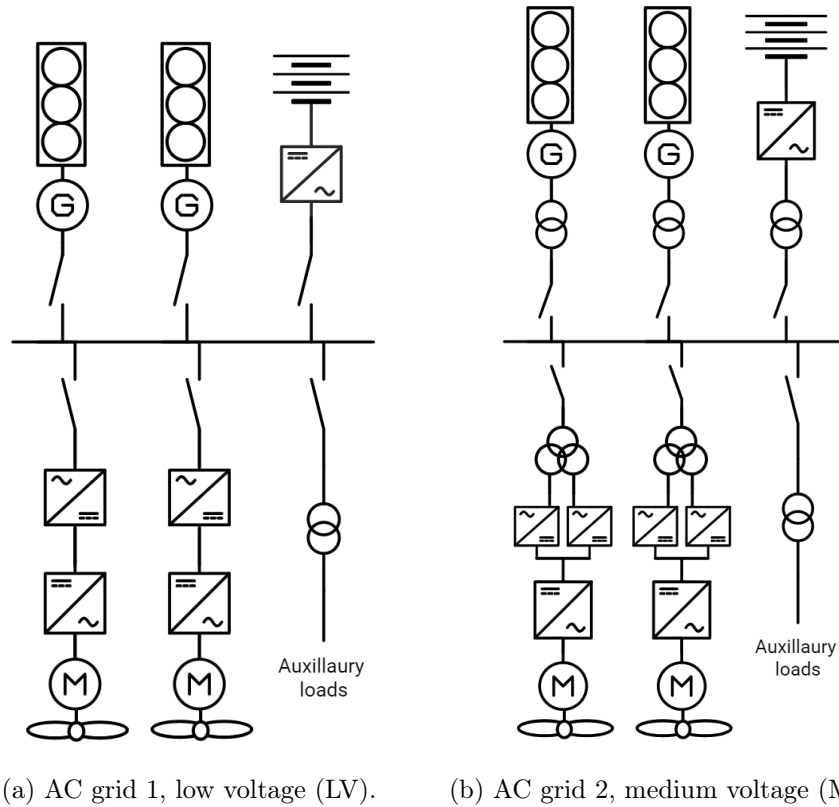 G G G G
M M M M
Auxillaury
loads
Auxillaury
loads
(a) AC grid 1, low voltage (LV).
(b) AC grid 2, medium voltage (M